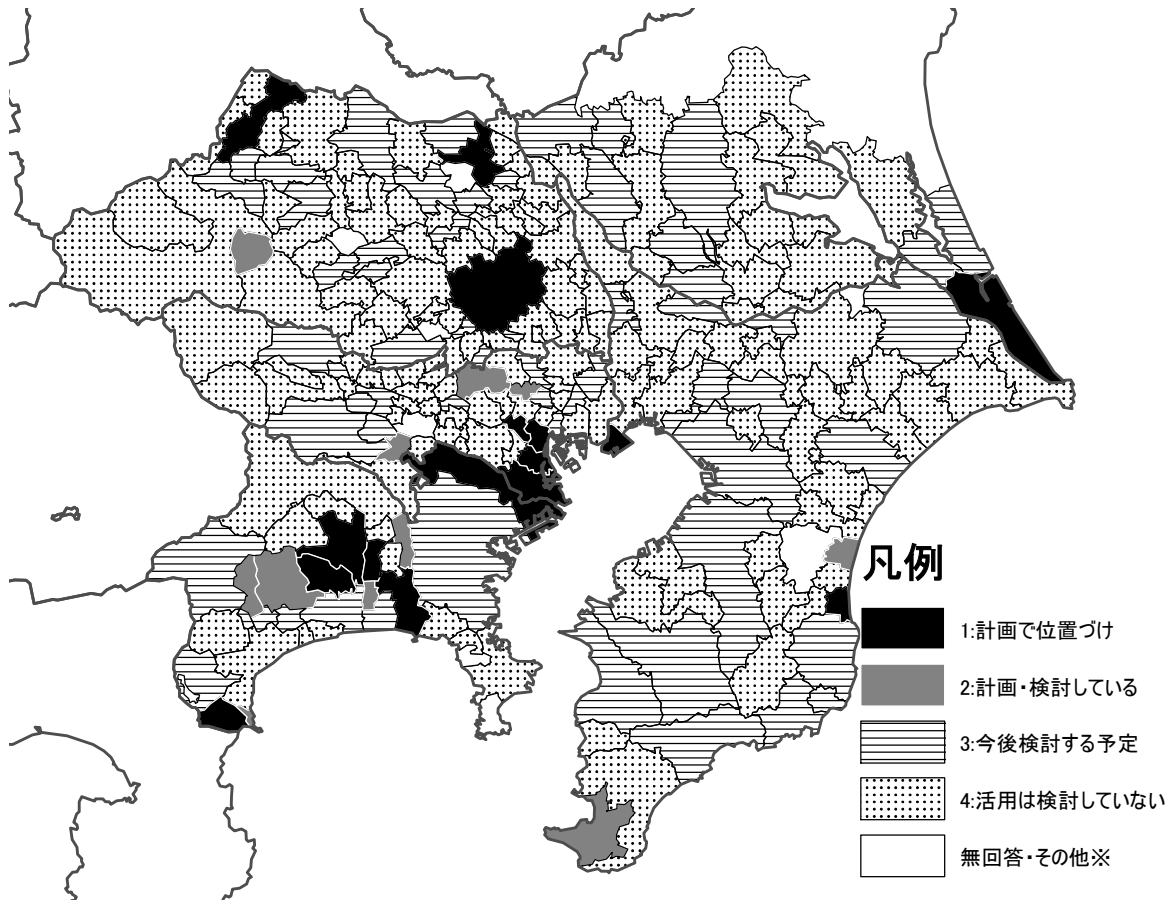 凡例
1:計画で位置づけ
2:計画・検討している
3:今後検討する予定
4:活用は検討していない
無回答・その他※